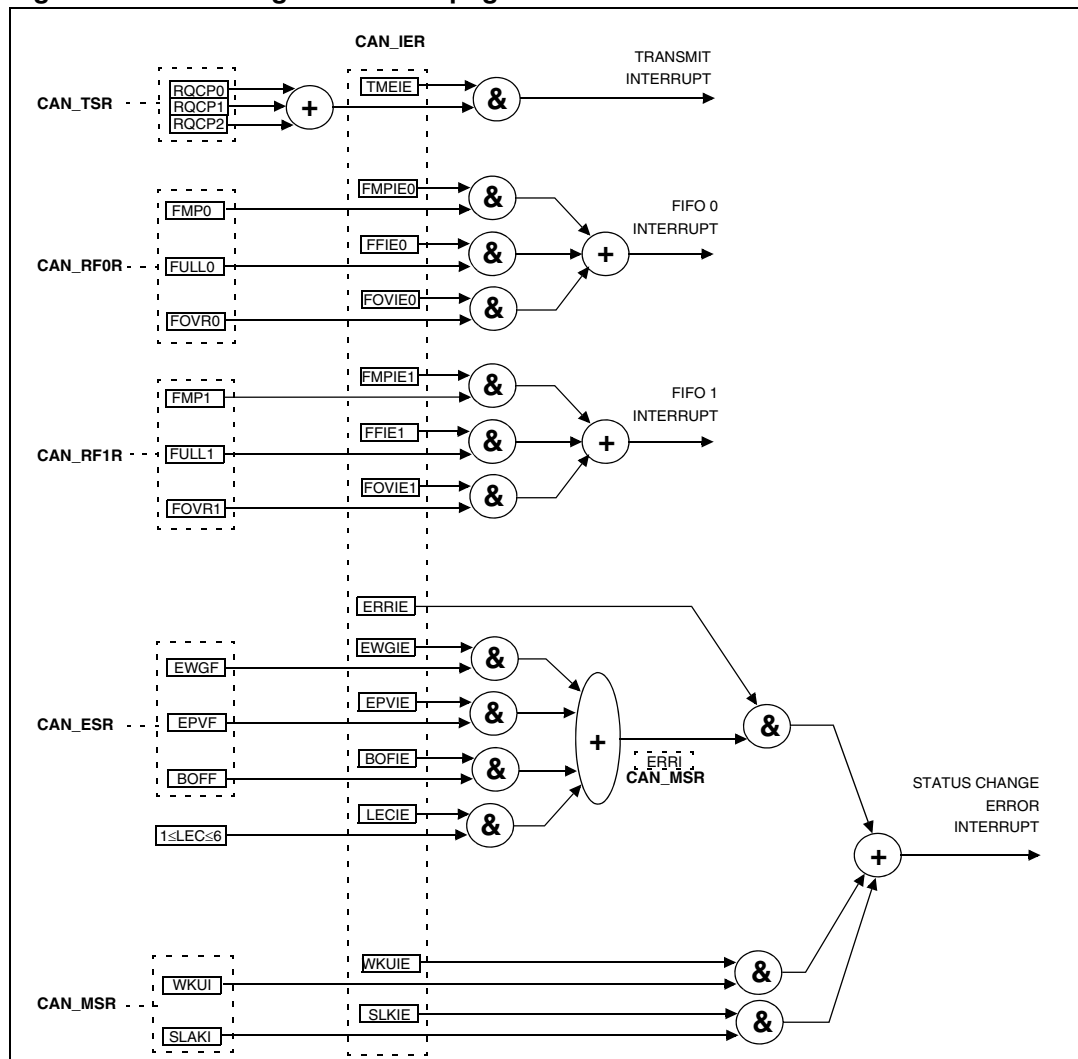 CAN_IER
TRANSMIT
INTERRUPT
CAN_TSR
RQCP0
RQCP1
RQCP2
+
TMEIE
&
FMPIE0
&
FMP0
FIFO 0
INTERRUPT
CAN_RF0R
FULL0
FFIE0
&
+
FOVIE0
&
FOVR0
FMPIE1
&
FMP1
FIFO 1
INTERRUPT
CAN_RF1R
FULL1
FFIE1
&
+
FOVIE1
&
FOVR1
ERRIE
EWGIE
&
EWGF
CAN_ESR
EPVF
EPVIE
&
+
&
ERRI
CAN_MSR
BOFIE
&
BOFF
LECIE
&
1≤LEC≤6
STATUS CHANGE
ERROR
INTERRUPT
+
WKUIE
&
WKUI
CAN_MSR
SLKIE
&
SLAKI